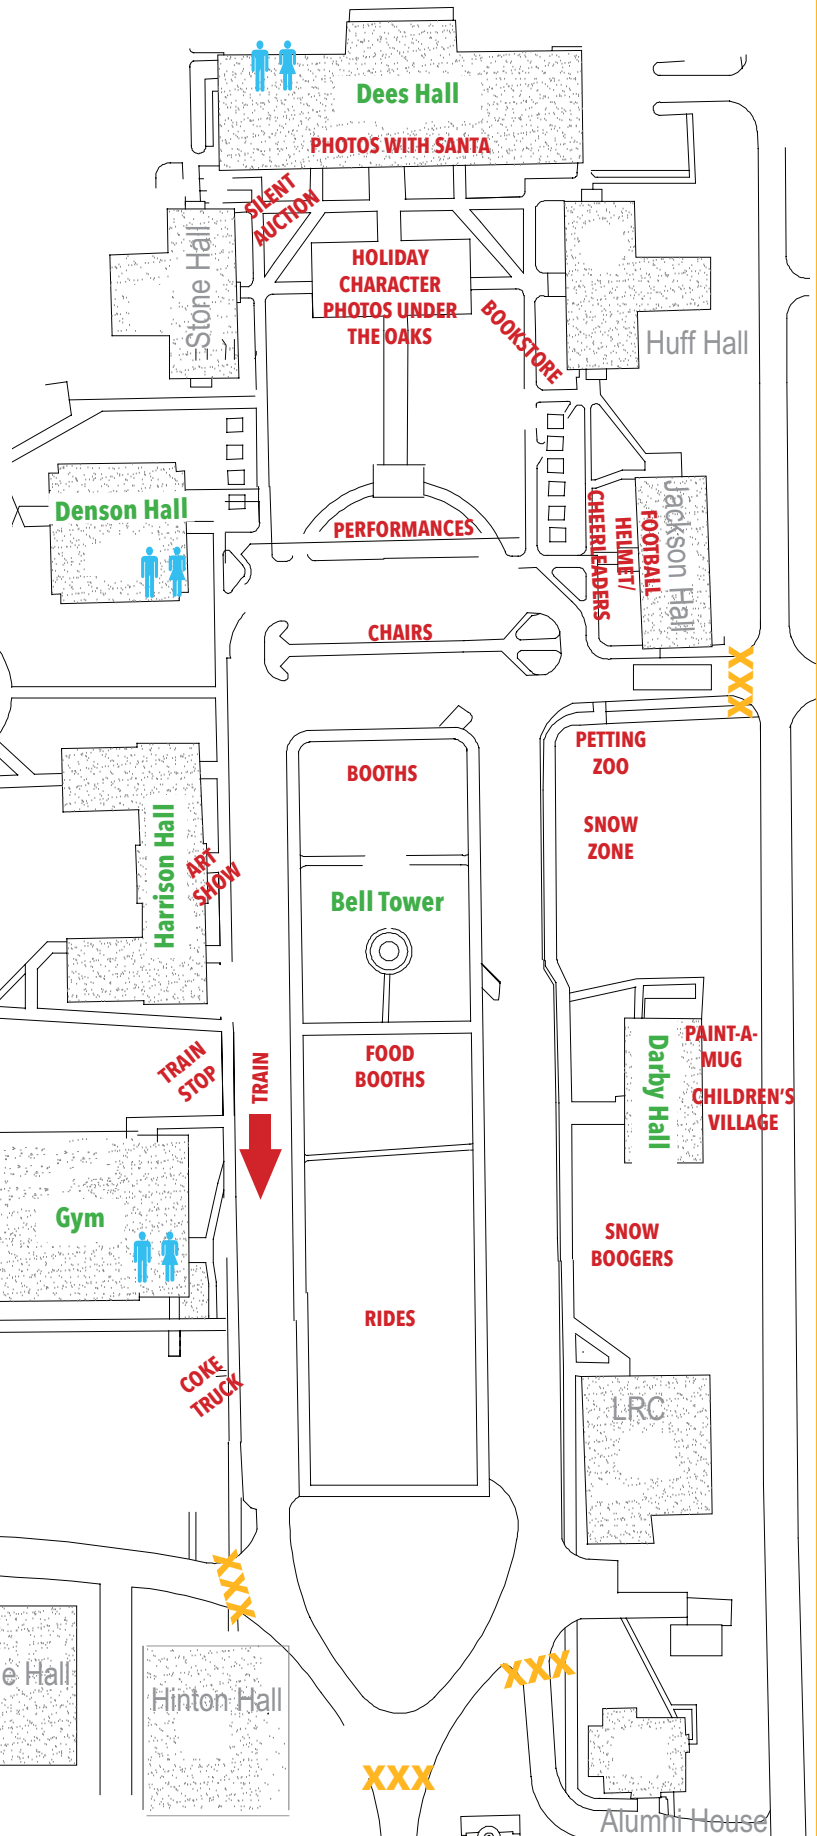 Dees Hall
PHOTOS WITH SANTA
SILENT
AUCTION
Stone Hall
HOLIDAY
CHARACTER
PHOTOS UNDER
THE OAKS
BOOKSTORE
Huff Hall
Denson Hall
PERFORMANCES
FOOTBALL
HELMET/
CHEERLEADERS
Jackson Hall
CHAIRS
XXX
PETTING
ZOO
BOOTHS
SNOW
ZONE
Harrison Hall
ART
SHOW
Bell Tower
TRAIN
STOP
TRAIN
FOOD
BOOTHS
Darby Hall
PAINT-A-
MUG
CHILDREN'S
VILLAGE
Gym
SNOW
BOOGERS
RIDES
COKE
TRUCK
LRC
XXX
e Hall
Hinton Hall
XXX
XXX
Alumni House